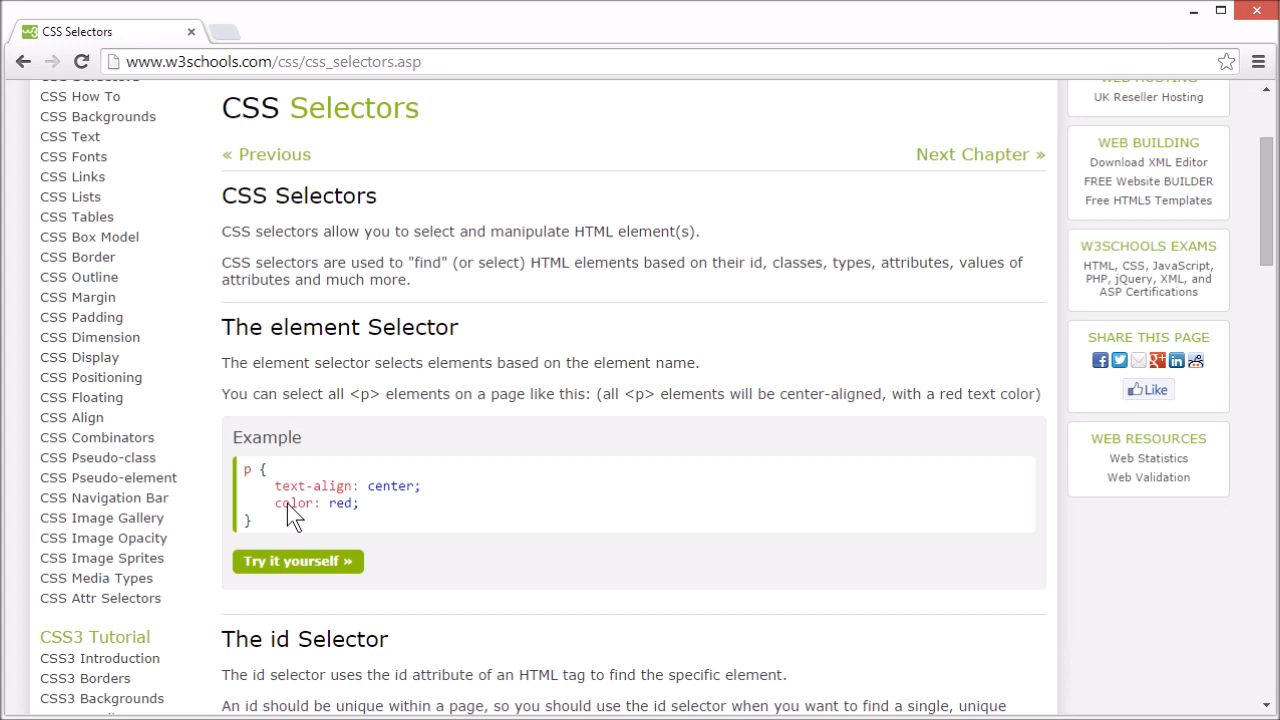 CSS Selectors
www.w3schools.com/css/css_selectors.asp
CSS Selectors
CSS How To
CSS Backgrounds
CSS Text
CSS Fonts
CSS Links
CSS Lists
CSS Tables
CSS Box Model
CSS Border
CSS Outline
CSS Margin
CSS Padding
CSS Dimension
CSS Display
CSS Positioning
CSS Floating
CSS Align
CSS Combinators
CSS Pseudo-class
CSS Pseudo-element
CSS Navigation Bar
CSS Image Gallery
CSS Image Opacity
CSS Image Sprites
CSS Media Types
CSS Attr Selectors
CSS3 Tutorial
CSS3 Introduction
CSS3 Borders
CSS3 Backgrounds
CSS Selectors
« Previous
Next Chapter »
CSS Selectors
CSS selectors allow you to select and manipulate HTML element(s).
CSS selectors are used to "find" (or select) HTML elements based on their id, classes, types, attributes, values of
attributes and much more.
The element Selector
The element selector selects elements based on the element name.
You can select all <p> elements on a page like this: (all <p> elements will be center-aligned, with a red text color)
Example
p {
text-align: center;
color: red;
}
Try it yourself »
The id Selector
The id selector uses the id attribute of an HTML tag to find the specific element.
An id should be unique within a page, so you should use the id selector when you want to find a single, unique
WEB HOSTING
UK Reseller Hosting
WEB BUILDING
Download XML Editor
FREE Website BUILDER
Free HTML5 Templates
W3SCHOOLS EXAMS
HTML, CSS, JavaScript,
PHP, jQuery, XML, and
ASP Certifications
SHARE THIS PAGE
Like
WEB RESOURCES
Web Statistics
Web Validation